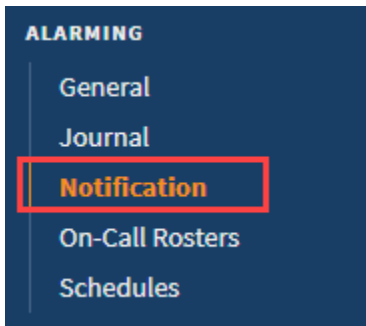 ALARMING
General
Journal
Notification
On-Call Rosters
Schedules